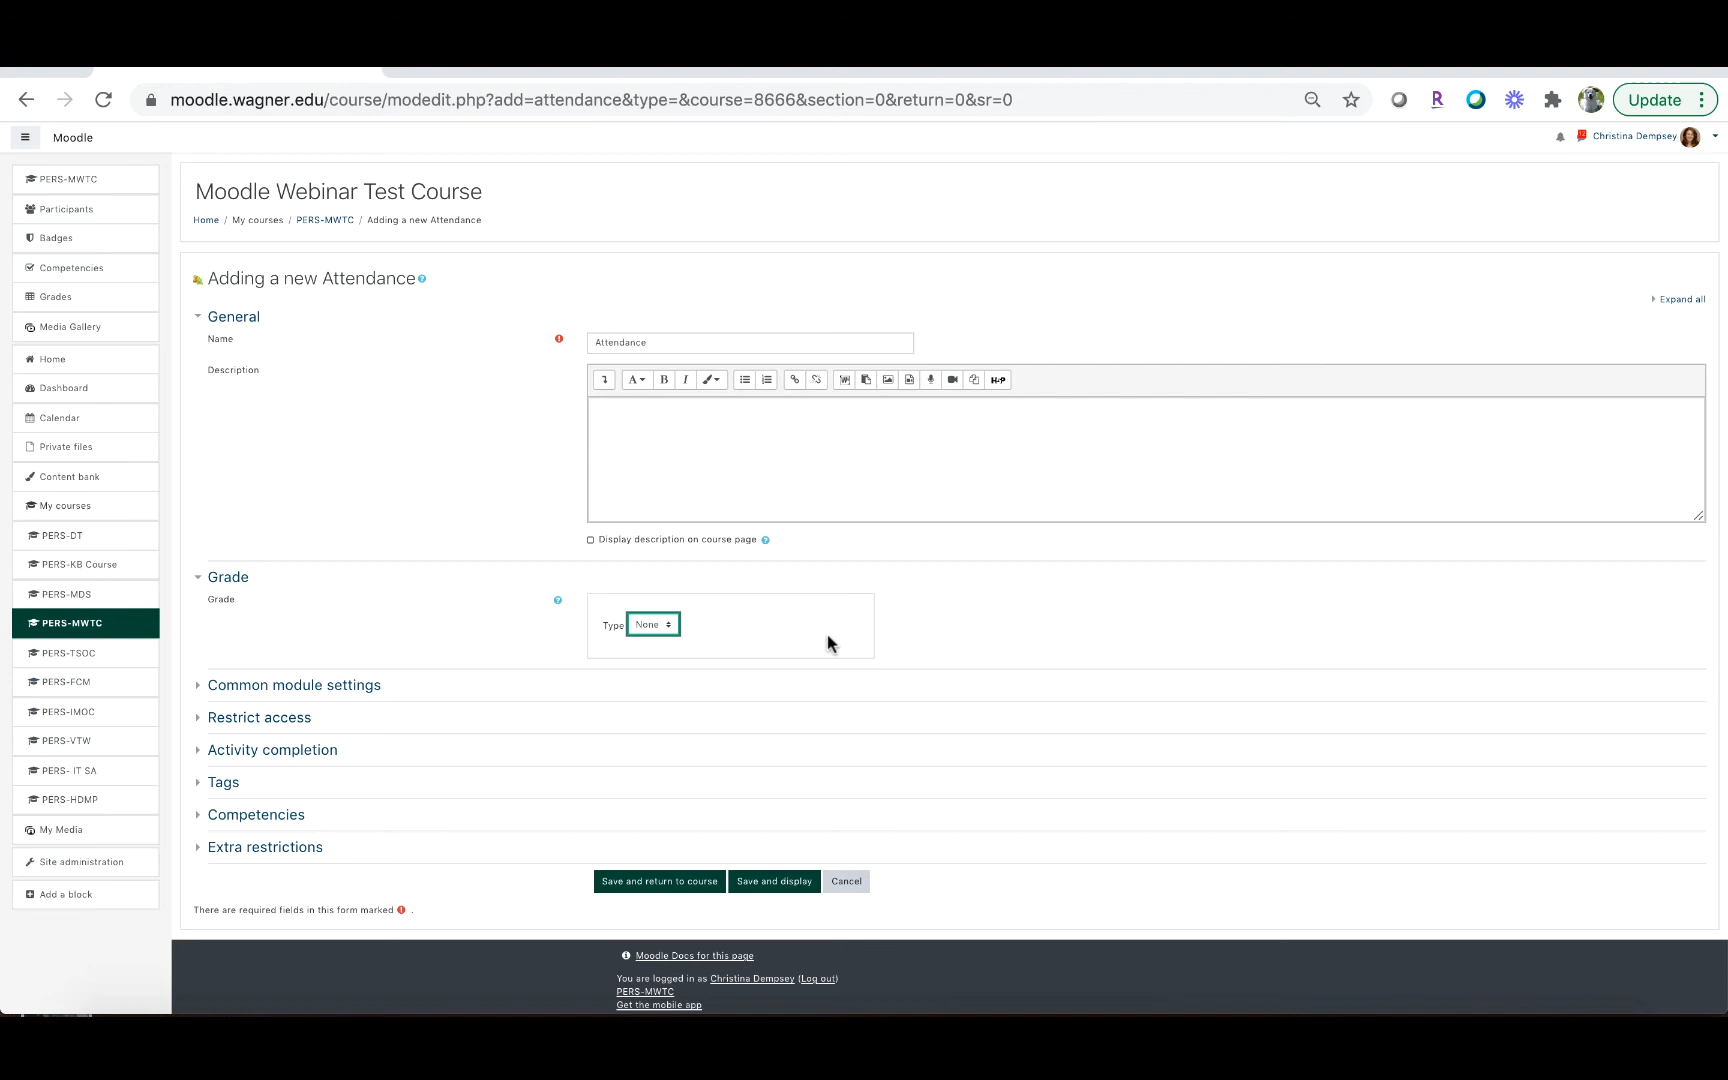 moodle.wagner.edu/course/modedit.php?add=attendance&type=&course=8666&section=0&return=0&sr=0
R
Update
Moodle
Christina Dempsey
PERS-MWTC
Participants
Badges
Competencies
Grades
Media Gallery
Home
Dashboard
Calendar
Private files
Content bank
My courses
PERS-DT
PERS-KB Course
PERS-MDS
PERS-MWTC
PERS-TSOC
PERS-FCM
PERS-IMOC
PERS-VTW
PERS- IT SA
PERS-HDMP
My Media
Site administration
Add a block
Moodle Webinar Test Course
Home / My courses / PERS-MWTC / Adding a new Attendance
Adding a new Attendance
Expand all
General
Name
Attendance
Description
A B I
H-P
Display description on course page
Grade
Grade
Type None
Common module settings
Restrict access
Activity completion
Tags
Competencies
Extra restrictions
Save and return to course Save and display Cancel
There are required fields in this form marked .
Moodle Docs for this page
You are logged in as Christina Dempsey (Log out)
PERS-MWTC
Get the mobile app